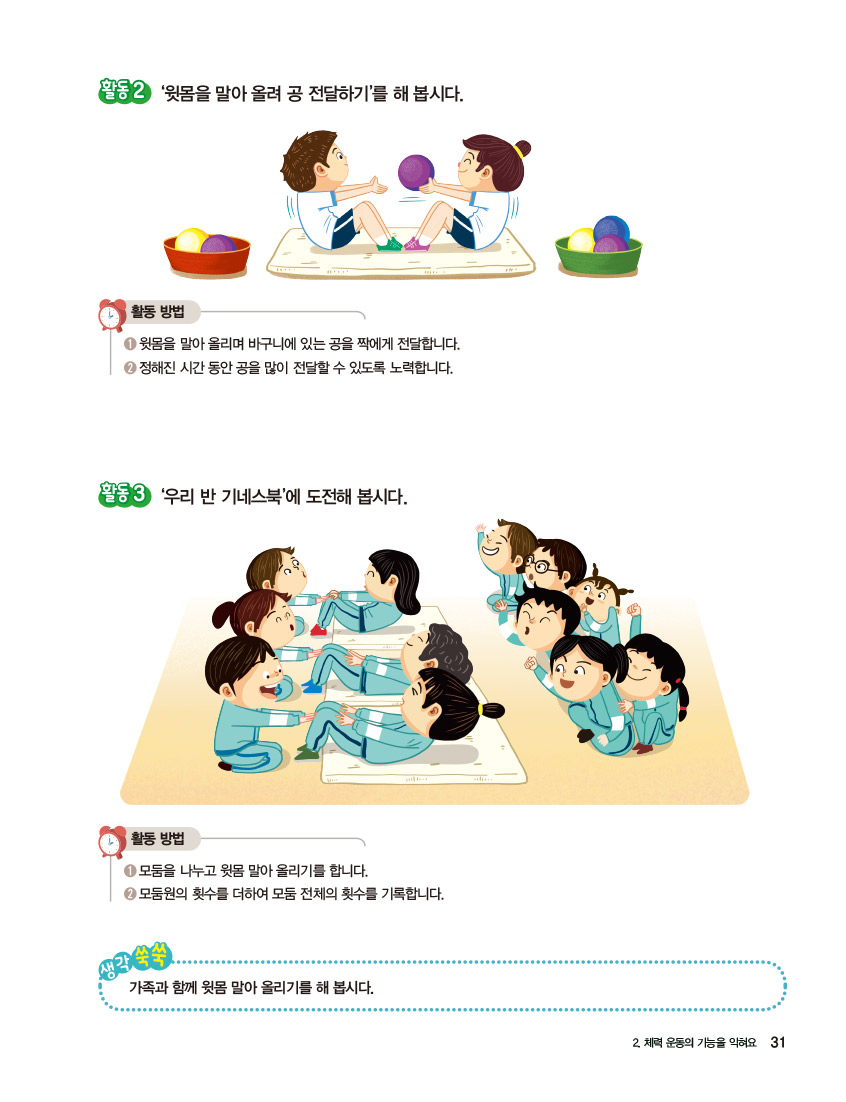 활동 2 ‘윗몸을 말아 올려 공 전달하기’를 해 봅시다.
활동 방법
❶ 윗몸을 말아 올리며 바구니에 있는 공을 짝에게 전달합니다.
❷ 정해진 시간 동안 공을 많이 전달할 수 있도록 노력합니다.
활동 3 ‘우리 반 기네스북’에 도전해 봅시다.
활동 방법
❶ 모둠을 나누고 윗몸 말아 올리기를 합니다.
❷ 모둠원의 횟수를 더하여 모둠 전체의 횟수를 기록합니다.
생각 쑥쑥
가족과 함께 윗몸 말아 올리기를 해 봅시다.
2. 체력 운동의 기능을 익혀요 31